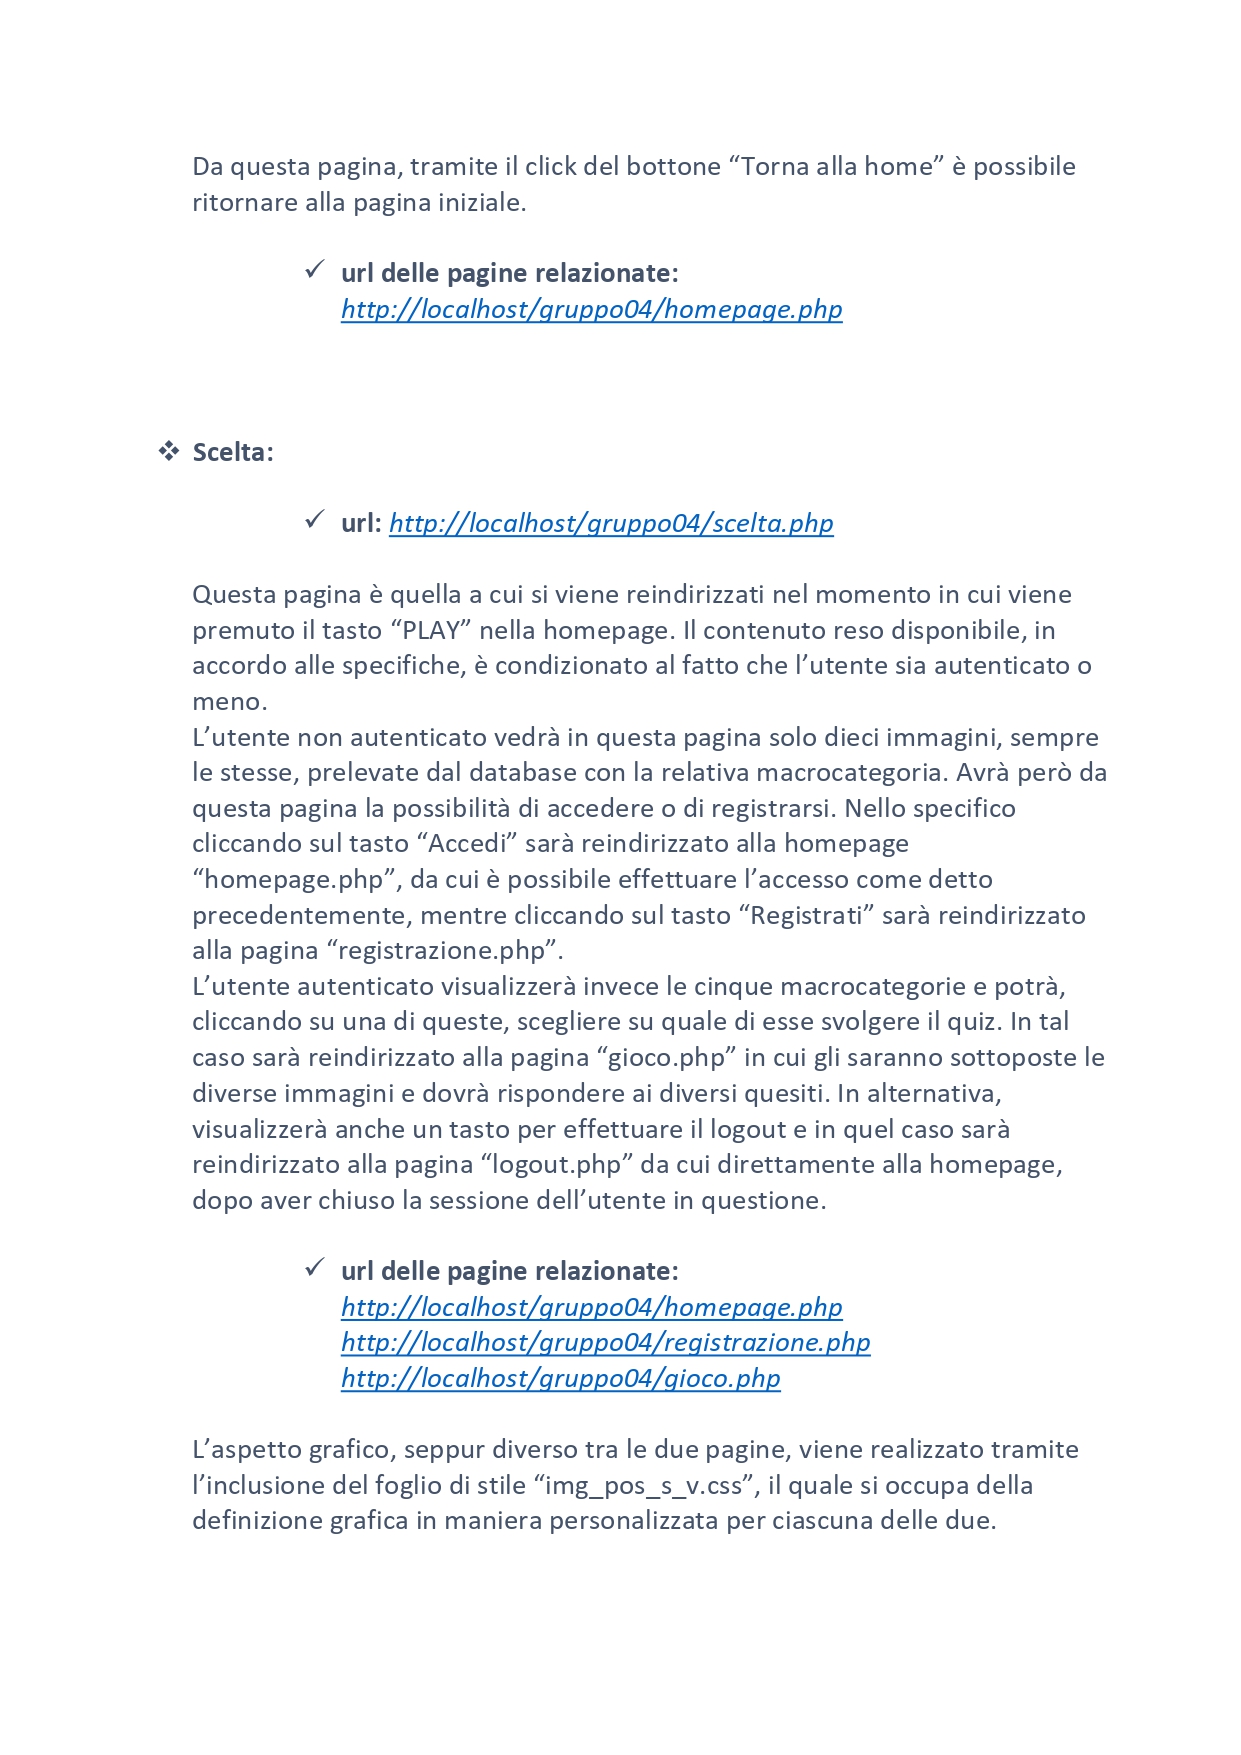 Da questa pagina, tramite il click del bottone “Torna alla home” è possibile
ritornare alla pagina iniziale.
✓ url delle pagine relazionate:
http://localhost/gruppo04/homepage.php
❖ Scelta:
✓ url: http://localhost/gruppo04/scelta.php
Questa pagina è quella a cui si viene reindirizzati nel momento in cui viene
premuto il tasto “PLAY” nella homepage. Il contenuto reso disponibile, in
accordo alle specifiche, è condizionato al fatto che l’utente sia autenticato o
meno.
L’utente non autenticato vedrà in questa pagina solo dieci immagini, sempre
le stesse, prelevate dal database con la relativa macrocategoria. Avrà però da
questa pagina la possibilità di accedere o di registrarsi. Nello specifico
cliccando sul tasto “Accedi” sarà reindirizzato alla homepage
“homepage.php”, da cui è possibile effettuare l’accesso come detto
precedentemente, mentre cliccando sul tasto “Registrati” sarà reindirizzato
alla pagina “registrazione.php”.
L’utente autenticato visualizzerà invece le cinque macrocategorie e potrà,
cliccando su una di queste, scegliere su quale di esse svolgere il quiz. In tal
caso sarà reindirizzato alla pagina “gioco.php” in cui gli saranno sottoposte le
diverse immagini e dovrà rispondere ai diversi quesiti. In alternativa,
visualizzerà anche un tasto per effettuare il logout e in quel caso sarà
reindirizzato alla pagina “logout.php” da cui direttamente alla homepage,
dopo aver chiuso la sessione dell’utente in questione.
✓ url delle pagine relazionate:
http://localhost/gruppo04/homepage.php
http://localhost/gruppo04/registrazione.php
http://localhost/gruppo04/gioco.php
L’aspetto grafico, seppur diverso tra le due pagine, viene realizzato tramite
l’inclusione del foglio di stile “img_pos_s_v.css”, il quale si occupa della
definizione grafica in maniera personalizzata per ciascuna delle due.